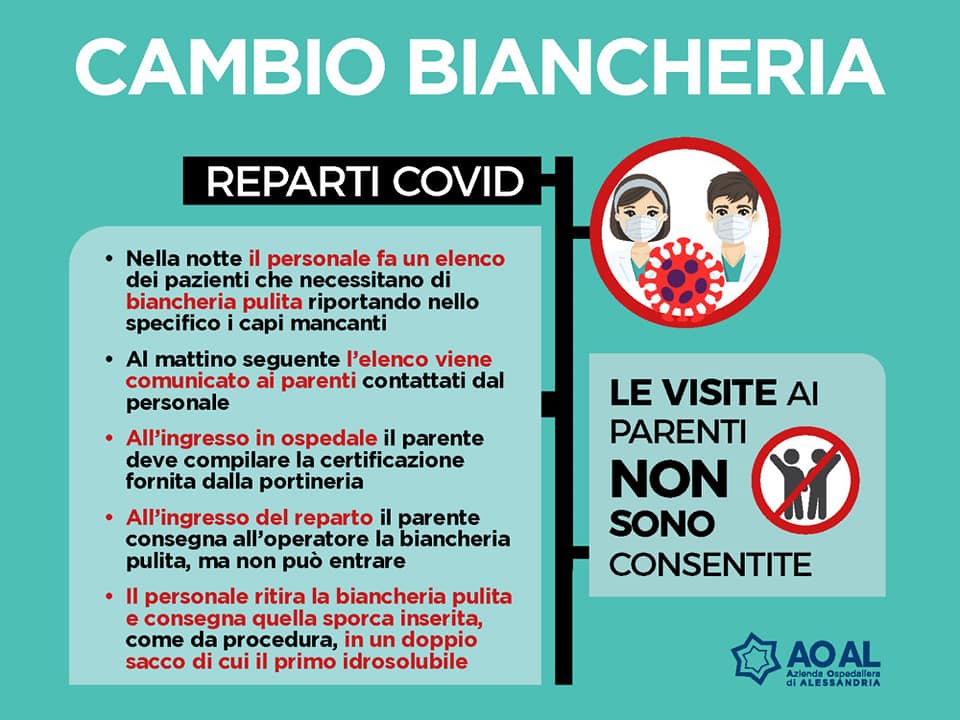 CAMBIO BIANCHERIA
REPARTI COVID
• Nella notte il personale fa un elenco
dei pazienti che necessitano di
biancheria pulita riportando nello
specifico i capi mancanti
• Al mattino seguente l'elenco viene
comunicato ai parenti contattati dal
personale
• All'ingresso in ospedale il parente
deve compilare la certificazione
fornita dalla portineria
• All'ingresso del reparto il parente
consegna all'operatore la biancheria
pulita, ma non può entrare
• Il personale ritira la biancheria pulita
e consegna quella sporca inserita,
come da procedura, in un doppio
sacco di cui il primo idrosolubile
LE VISITE AI
PARENTI
NON
SONO
CONSENTITE
AO AL
Azienda Ospedaliera
di ALESSANDRIA